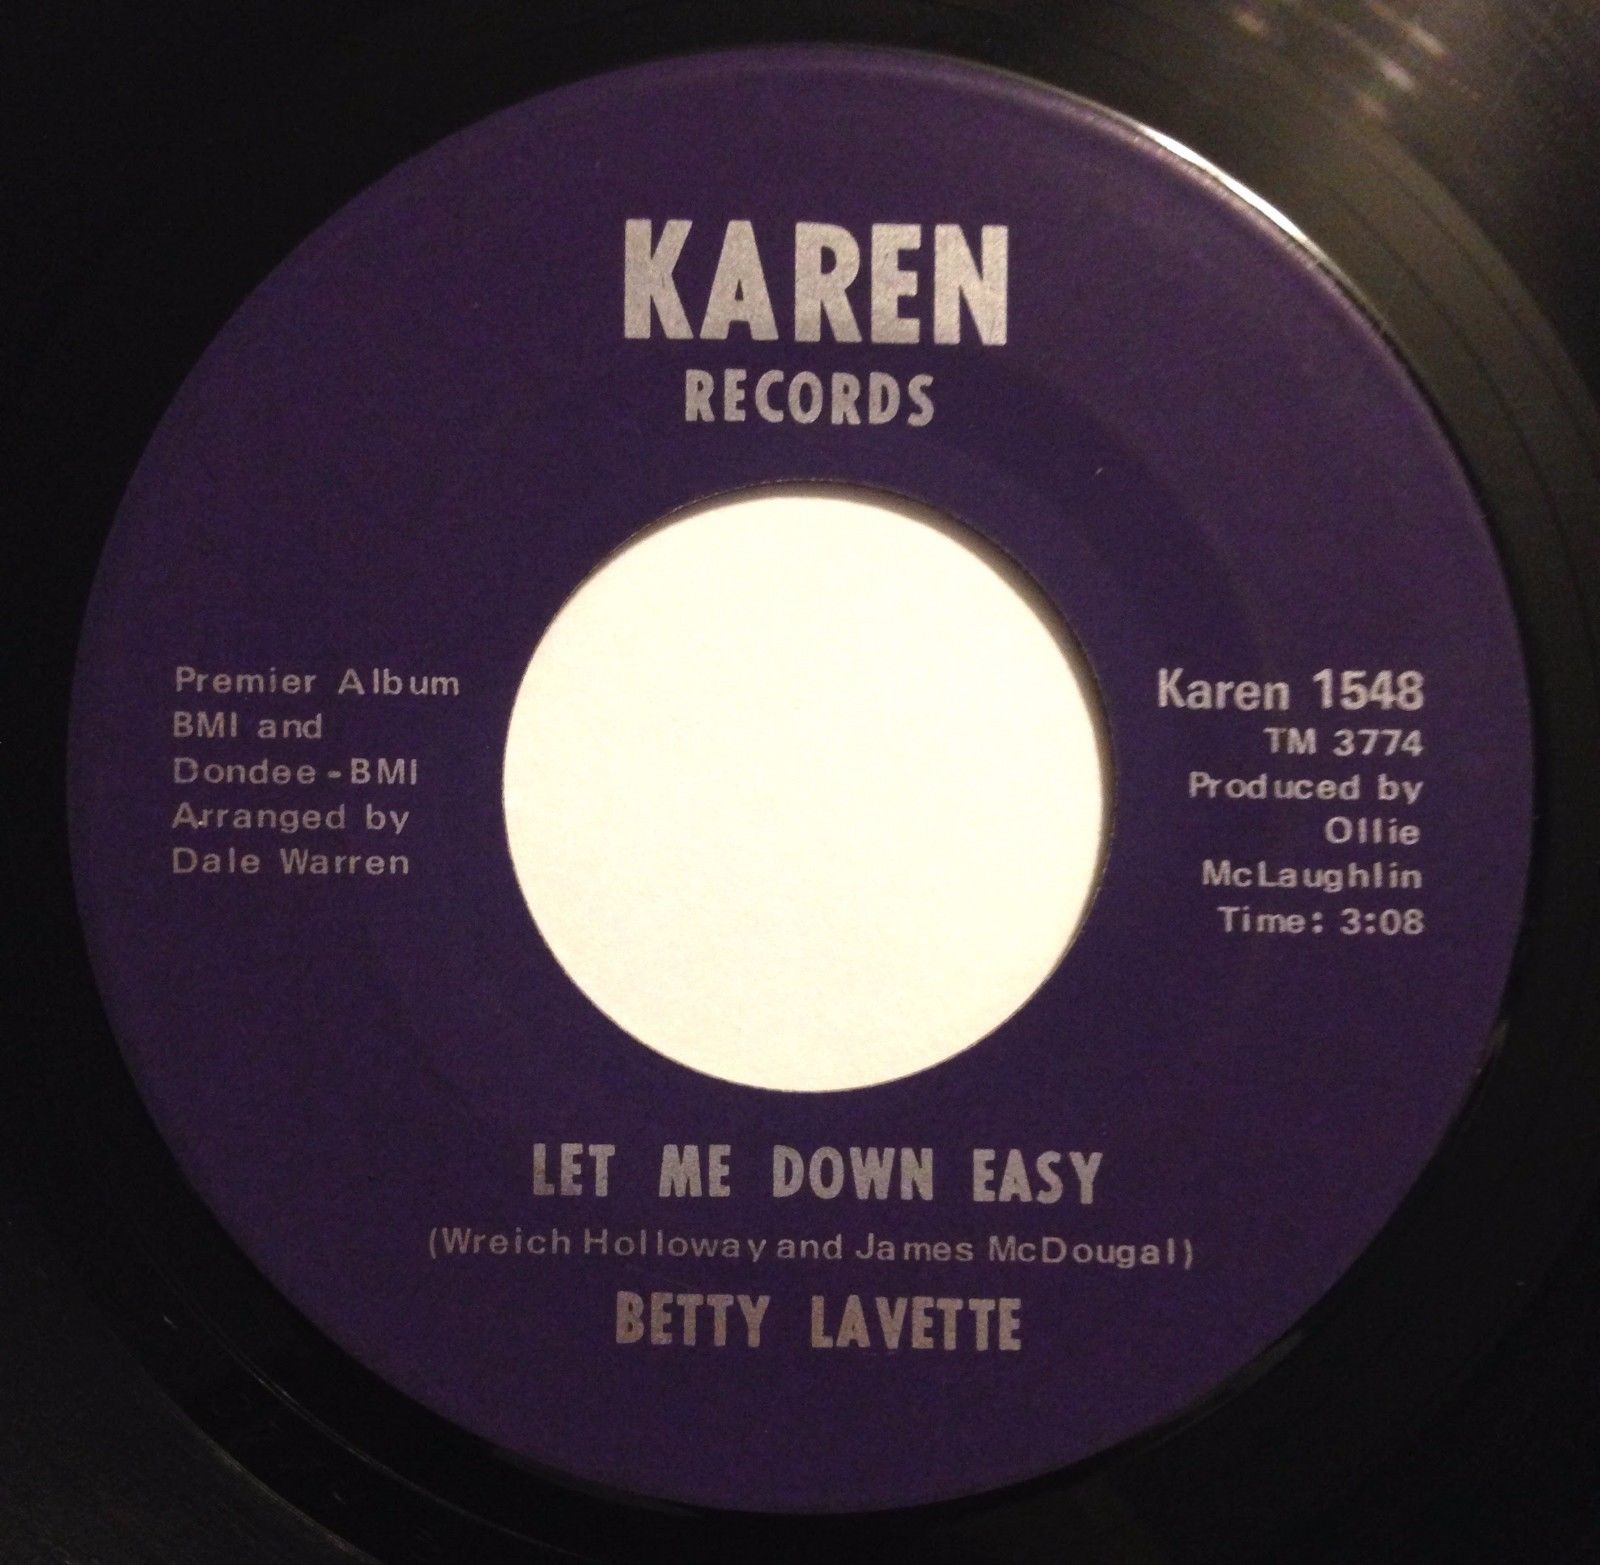 KAREN
RECORDS
Premier Album
BMI and
Dondee-BMI
Arranged by
Dale Warren
Karen 1548
TM 3774
Produced by
Ollie
McLaughlin
Time: 3:08
LET ME DOWN EASY
(Wreich Holloway and James McDougal)
BETTY LAVETTE